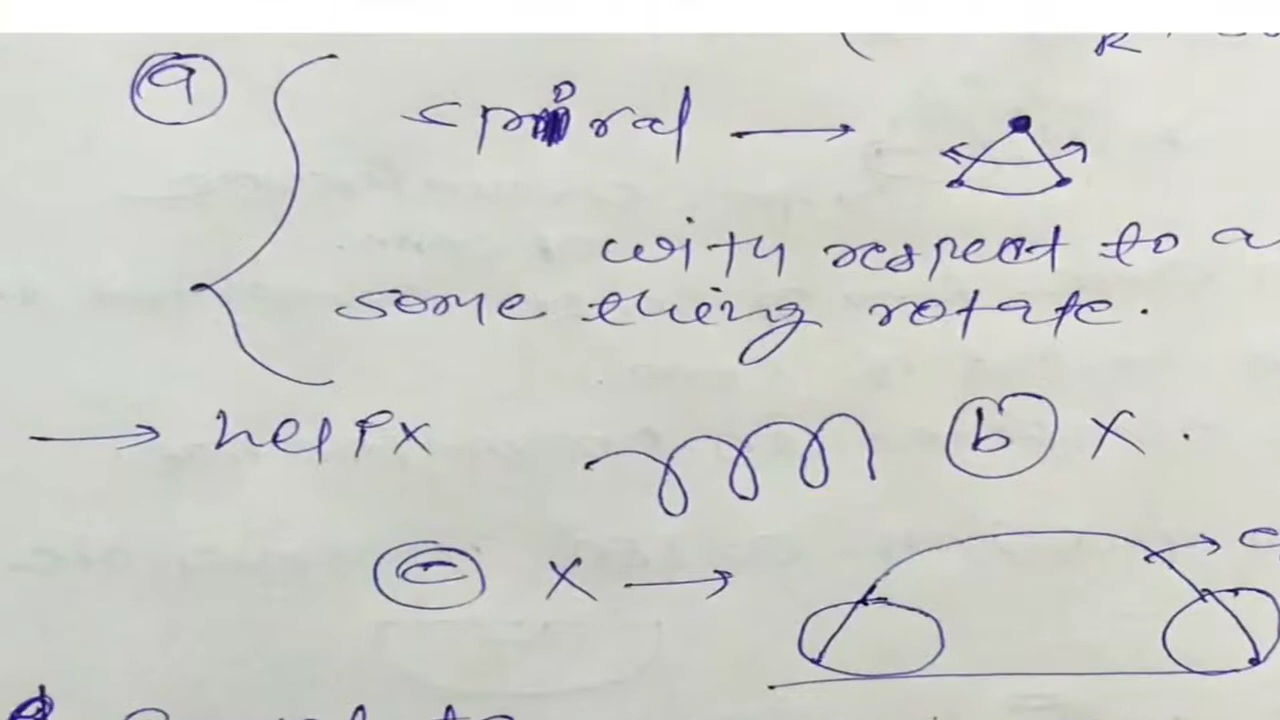 ⓐ spiral →
with respect to a
some thing rotate.
→ helix ⓑ X .
ⓒ X → c